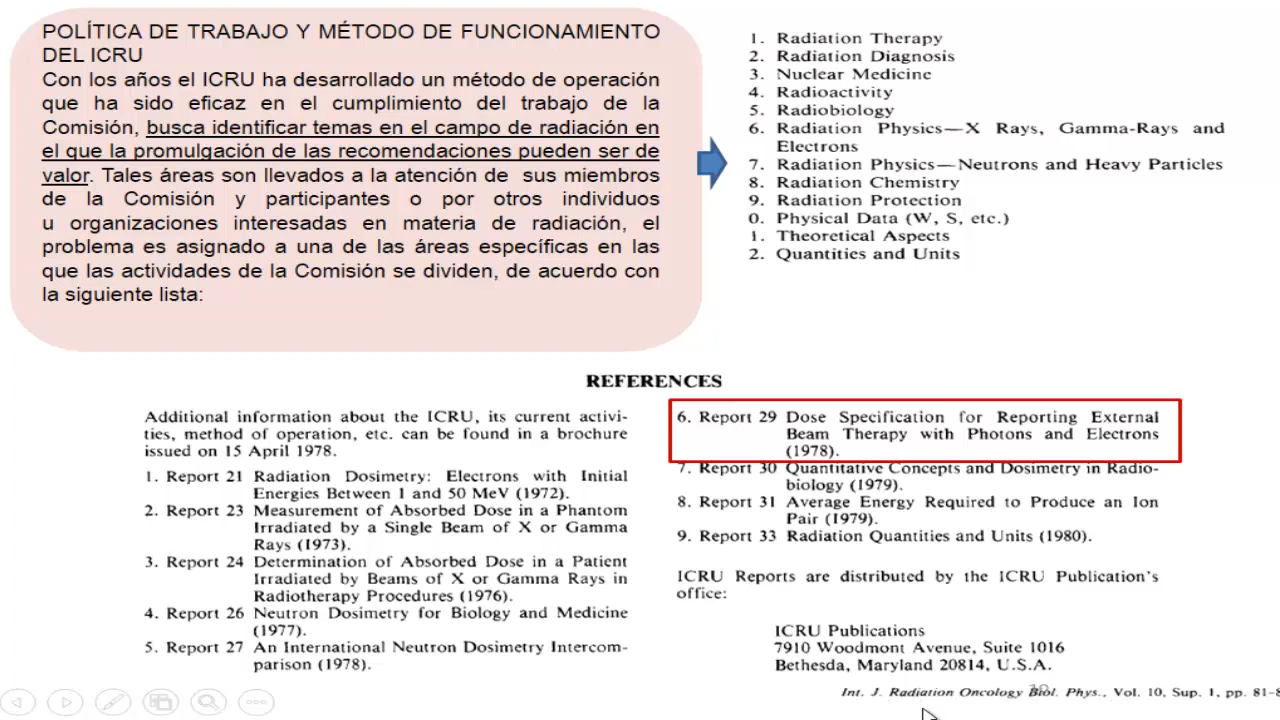 POLÍTICA DE TRABAJO Y MÉTODO DE FUNCIONAMIENTO
DEL ICRU
Con los años el ICRU ha desarrollado un método de operación
que ha sido eficaz en el cumplimiento del trabajo de la
Comisión, busca identificar temas en el campo de radiación en
el que la promulgación de las recomendaciones pueden ser de
valor. Tales áreas son llevados a la atención de sus miembros
de la Comisión y participantes o por otros individuos
u organizaciones interesadas en materia de radiación, el
problema es asignado a una de las áreas específicas en las
que las actividades de la Comisión se dividen, de acuerdo con
la siguiente lista:
1. Radiation Therapy
2. Radiation Diagnosis
3. Nuclear Medicine
4. Radioactivity
5. Radiobiology
6. Radiation Physics—X Rays, Gamma-Rays and
Electrons
7. Radiation Physics—Neutrons and Heavy Particles
8. Radiation Chemistry
9. Radiation Protection
0. Physical Data (W, S, etc.)
1. Theoretical Aspects
2. Quantities and Units
REFERENCES
Additional information about the ICRU, its current activi-
ties, method of operation, etc. can be found in a brochure
issued on 15 April 1978.
1. Report 21 Radiation Dosimetry: Electrons with Initial
Energies Between 1 and 50 MeV (1972).
2. Report 23 Measurement of Absorbed Dose in a Phantom
Irradiated by a Single Beam of X or Gamma
Rays (1973).
3. Report 24 Determination of Absorbed Dose in a Patient
Irradiated by Beams of X or Gamma Rays in
Radiotherapy Procedures (1976).
4. Report 26 Neutron Dosimetry for Biology and Medicine
(1977).
5. Report 27 An International Neutron Dosimetry Intercom-
parison (1978).
6. Report 29 Dose Specification for Reporting External
Beam Therapy with Photons and Electrons
(1978).
7. Report 30 Quantitative Concepts and Dosimetry in Radio-
biology (1979).
8. Report 31 Average Energy Required to Produce an Ion
Pair (1979).
9. Report 33 Radiation Quantities and Units (1980).
ICRU Reports are distributed by the ICRU Publication's
office:
ICRU Publications
7910 Woodmont Avenue, Suite 1016
Bethesda, Maryland 20814, U.S.A.
Int. J. Radiation Oncology Biol. Phys., Vol. 10, Sup. 1, pp. 81-8